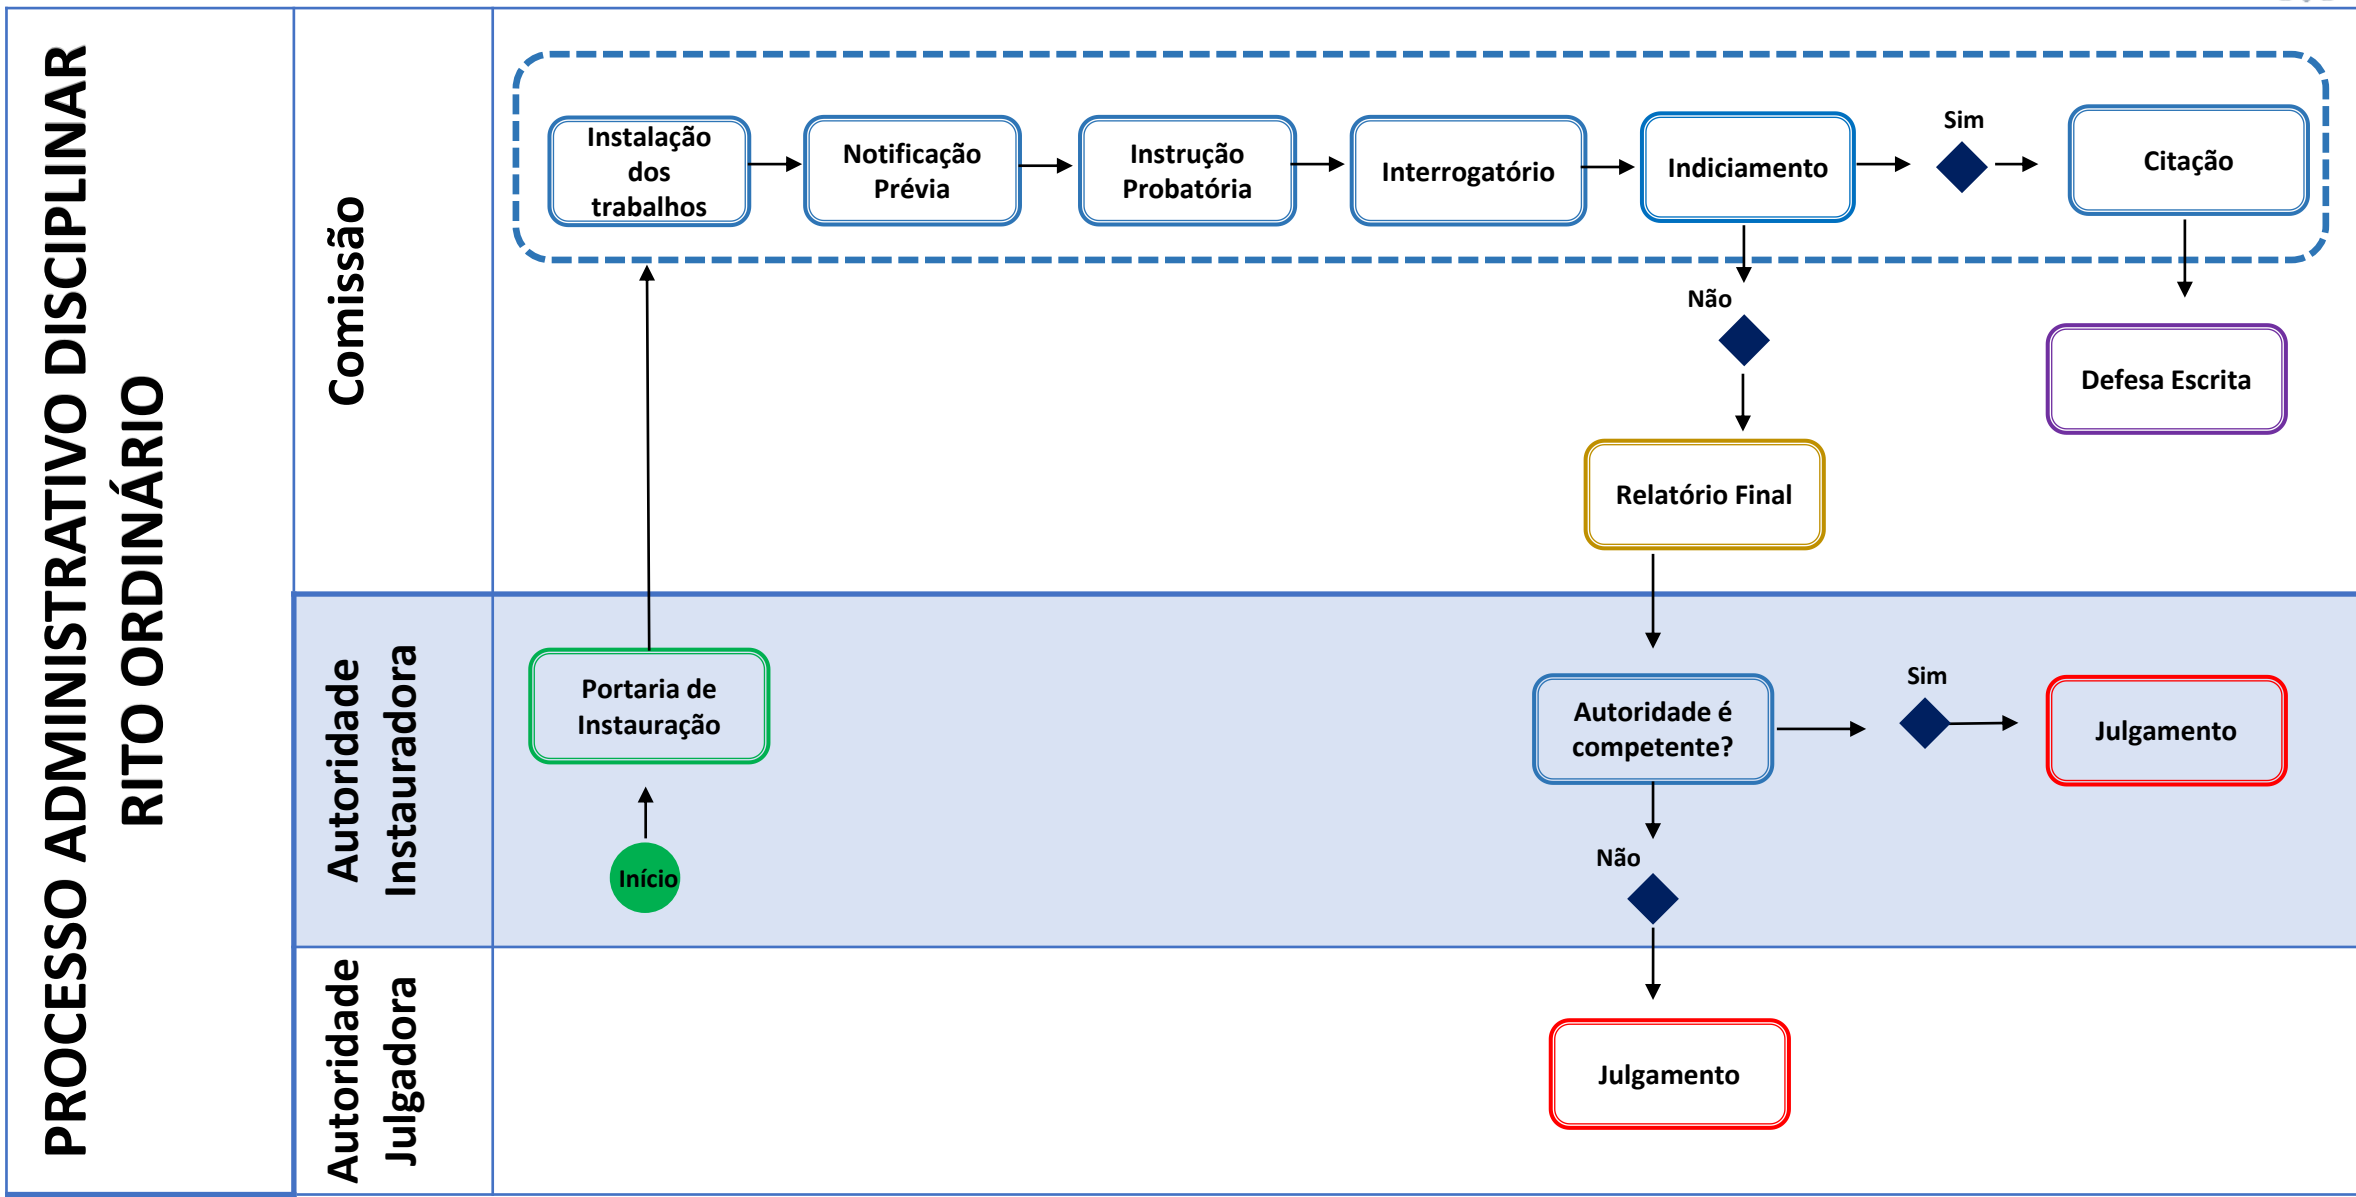 PROCESSO ADMINISTRATIVO DISCIPLINAR
RITO ORDINÁRIO
Comissão
Instalação
dos
trabalhos
Notificação
Prévia
Instrução
Probatória
Interrogatório
Indiciamento
Sim
Citação
Não
Defesa Escrita
Relatório Final
Autoridade
Instauradora
Portaria de
Instauração
Início
Autoridade é
competente?
Sim
Julgamento
Não
Autoridade
Julgadora
Julgamento